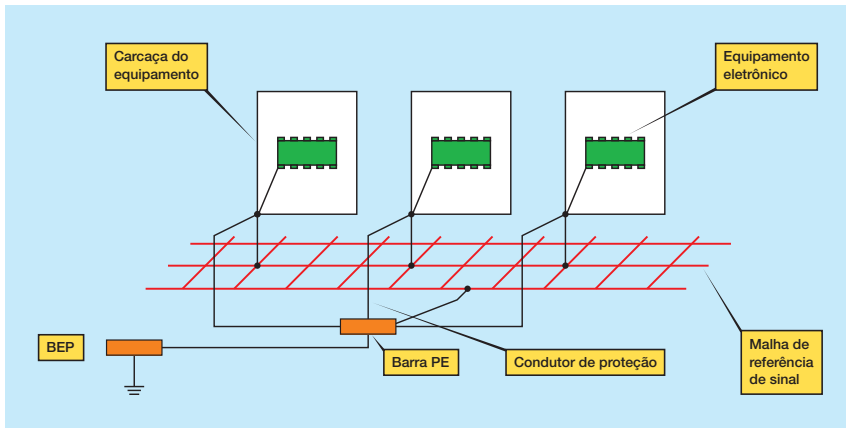 Carcaça do
equipamento
Equipamento
eletrônico
BEP
Barra PE
Condutor de proteção
Malha de
referência
de sinal